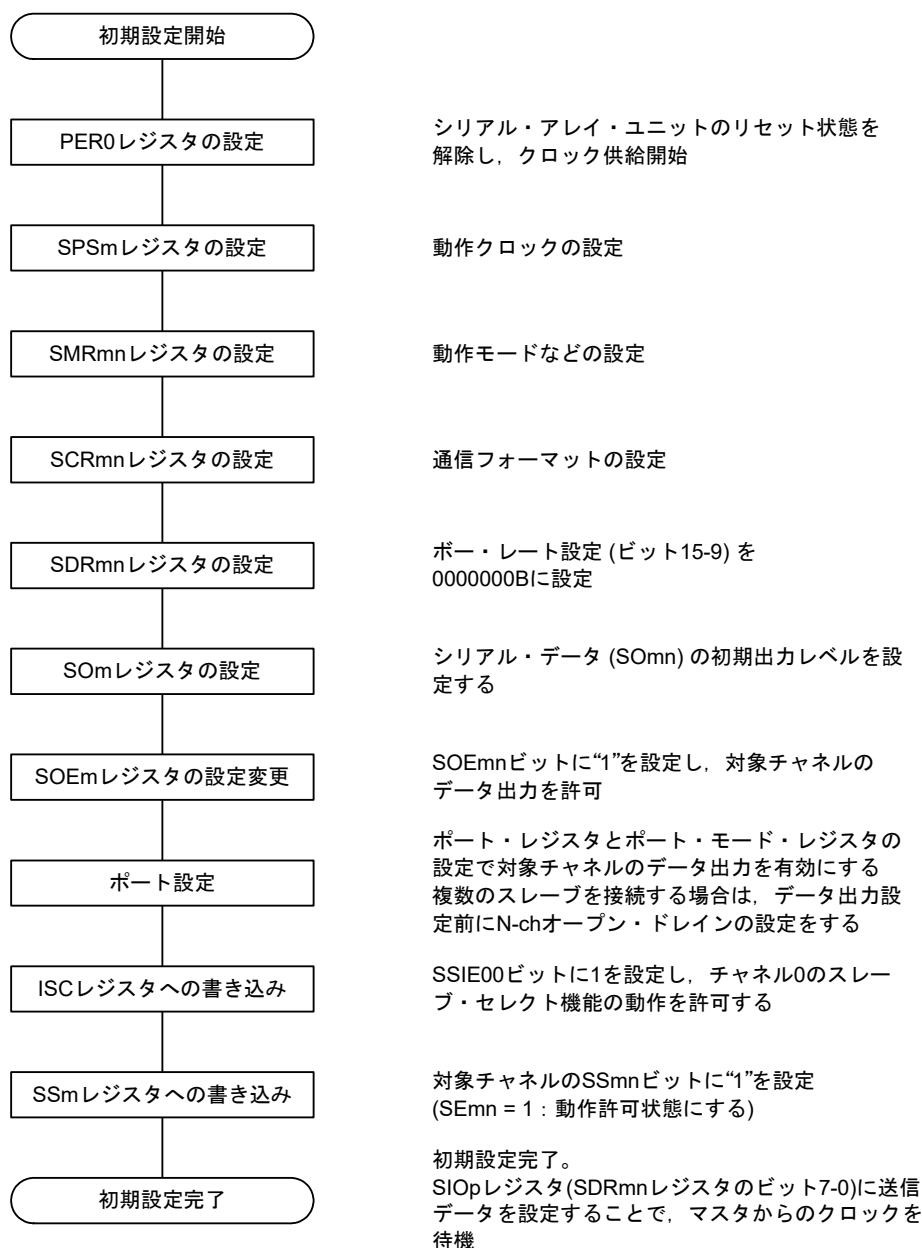 初期設定開始
PER0レジスタの設定
シリアル・アレイ・ユニットのリセット状態を
解除し，クロック供給開始
SPSmレジスタの設定
動作クロックの設定
SMRmnレジスタの設定
動作モードなどの設定
SCRmnレジスタの設定
通信フォーマットの設定
SDRmnレジスタの設定
ボー・レート設定 (ビット15-9) を
0000000Bに設定
SOmレジスタの設定
シリアル・データ (SOmn) の初期出力レベルを設
定する
SOEmレジスタの設定変更
SOEmnビットに“1”を設定し，対象チャネルの
データ出力を許可
ポート設定
ポート・レジスタとポート・モード・レジスタの
設定で対象チャネルのデータ出力を有効にする
複数のスレーブを接続する場合は，データ出力設
定前にN-chオープン・ドレインの設定をする
ISCレジスタへの書き込み
SSIE00ビットに1を設定し，チャネル0のスレー
ブ・セレクト機能の動作を許可する
SSmレジスタへの書き込み
対象チャネルのSSmnビットに“1”を設定
(SEmn = 1：動作許可状態にする)
初期設定完了
初期設定完了。
SIOpレジスタ(SDRmnレジスタのビット7-0)に送信
データを設定することで，マスタからのクロックを
待機